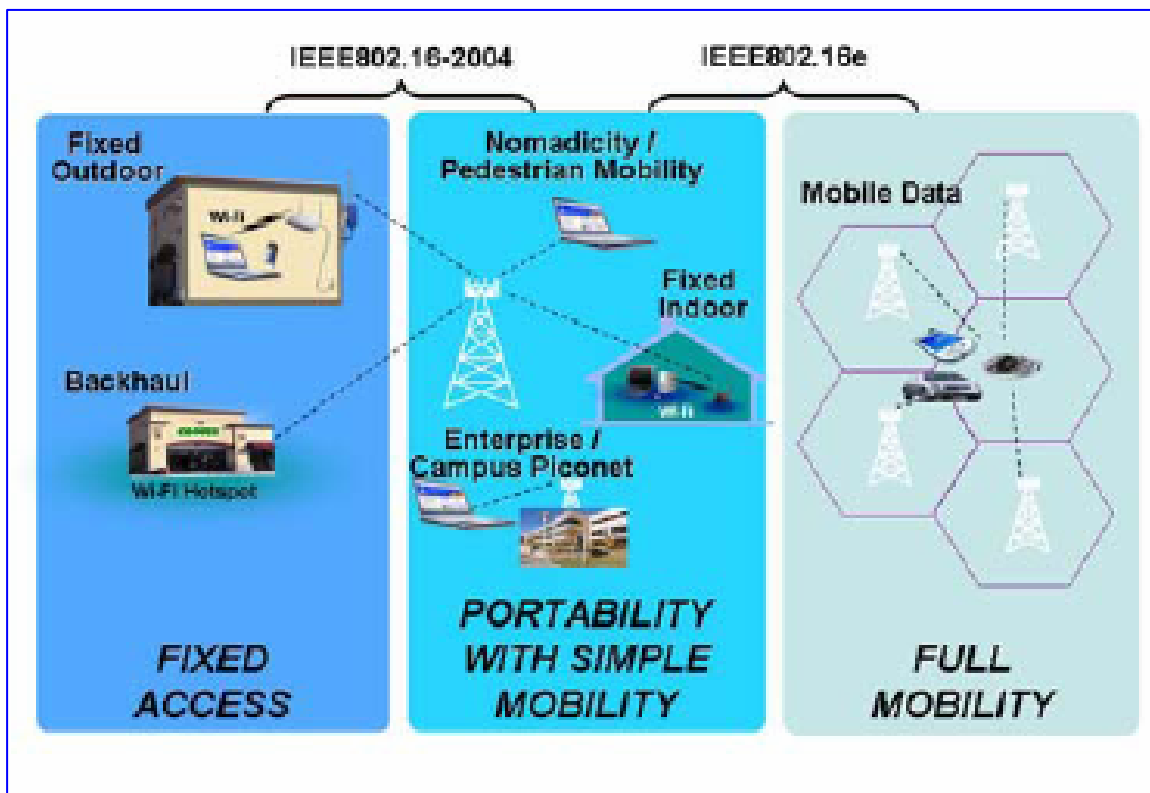 IEEE802.16-2004
IEEE802.16e
Fixed
Outdoor
Wi-Fi
Backhaul
Wi-Fi Hotspot
FIXED
ACCESS
Nomadicity /
Pedestrian Mobility
Fixed
Indoor
Wi-Fi
Enterprise /
Campus Piconet
PORTABILITY
WITH SIMPLE
MOBILITY
Mobile Data
FULL
MOBILITY